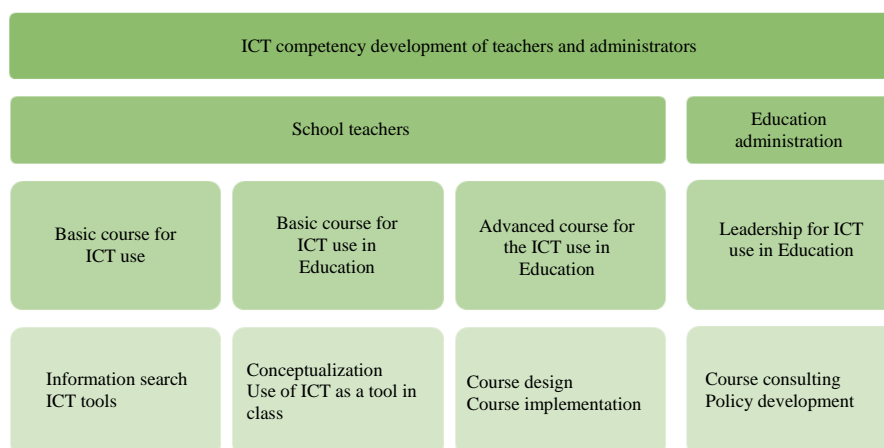 ICT competency development of teachers and administrators
School teachers
Education
administration
Basic course for
ICT use
Basic course for
ICT use in
Education
Advanced course for
the ICT use in
Education
Leadership for ICT
use in Education
Information search
ICT tools
Conceptualization
Use of ICT as a tool in
class
Course design
Course implementation
Course consulting
Policy development